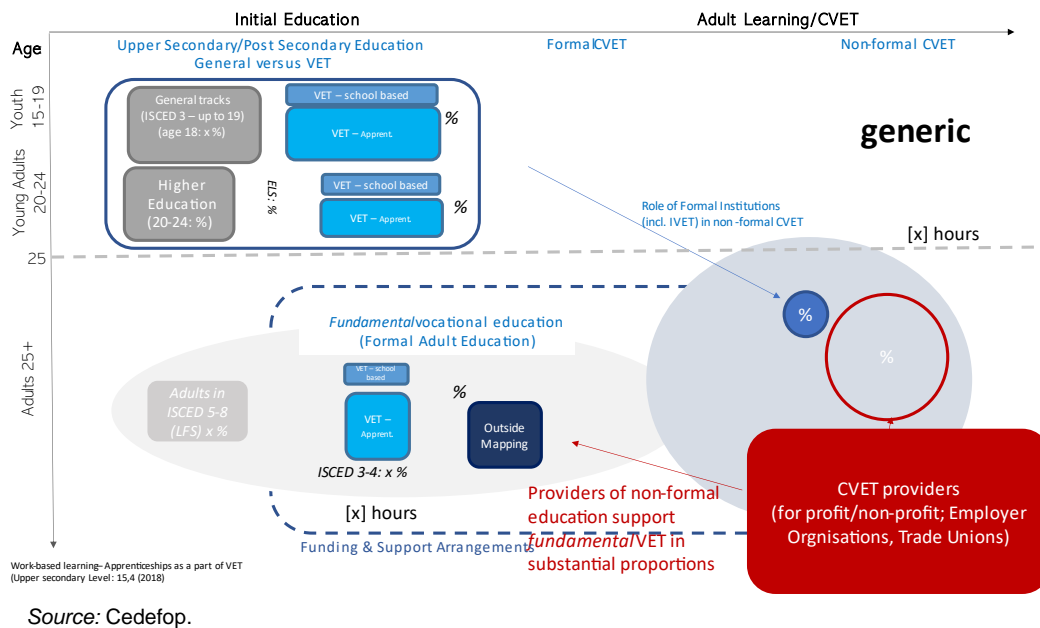 Initial Education
Adult Learning/CVET
Age
Upper Secondary/Post Secondary Education
General versus VET
FormalCVET
Non-formal CVET
Youth
15-19
General tracks
(ISCED 3 – up to 19)
(age 18: x %)
VET – school based
VET – Apprent.
%
generic
Young Adults
20-24
Higher
Education
(20-24: %)
ELS: %
VET – school based
VET – Apprent.
%
Role of Formal Institutions
(incl. IVET) in non -formal CVET
[x] hours
25
Adults 25+
Fundamentalvocational education
(Formal Adult Education)
%
%
VET – school
based
Adults in
ISCED 5-8
(LFS) x %
VET –
Apprent.
%
Outside
Mapping
ISCED 3-4: x %
[x] hours
Funding & Support Arrangements
Providers of non-formal
education support
fundamentalVET in
substantial proportions
CVET providers
(for profit/non-profit; Employer
Orgnisations, Trade Unions)
Work-based learning– Apprenticeships as a part of VET
(Upper secondary Level: 15,4 (2018)
Source: Cedefop.